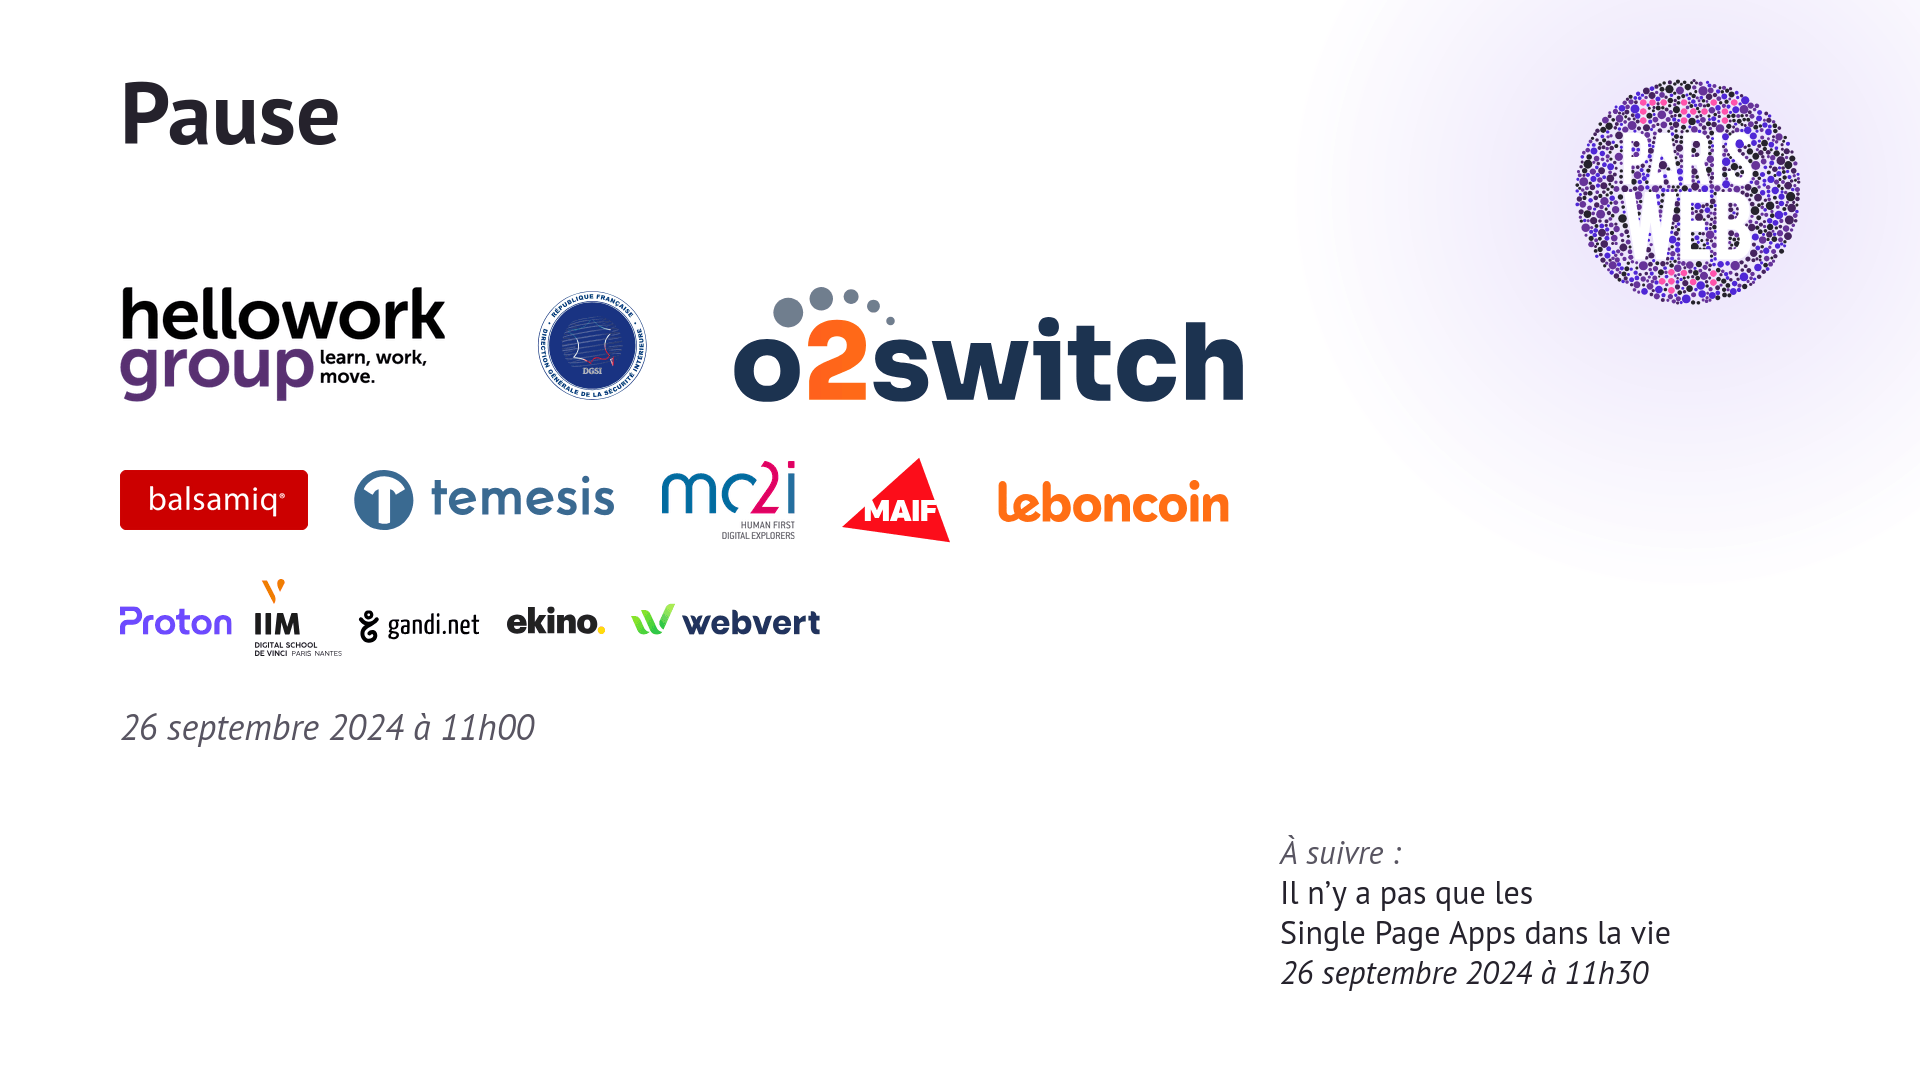 Pause
PARIS
WEB
hellowork
group learn, work,
move.
RÉPUBLIQUE FRANÇAISE
DIRECTION GÉNÉRALE DE LA SÉCURITÉ INTÉRIEURE
DGSI
o2switch
balsamiq®
temesis
mc2i
HUMAN FIRST
DIGITAL EXPLORERS
MAIF
leboncoin
Proton
IIM
DIGITAL SCHOOL
DE VINCI PARIS NANTES
gandi.net
ekino.
webvert
26 septembre 2024 à 11h00
À suivre :
Il n’y a pas que les
Single Page Apps dans la vie
26 septembre 2024 à 11h30